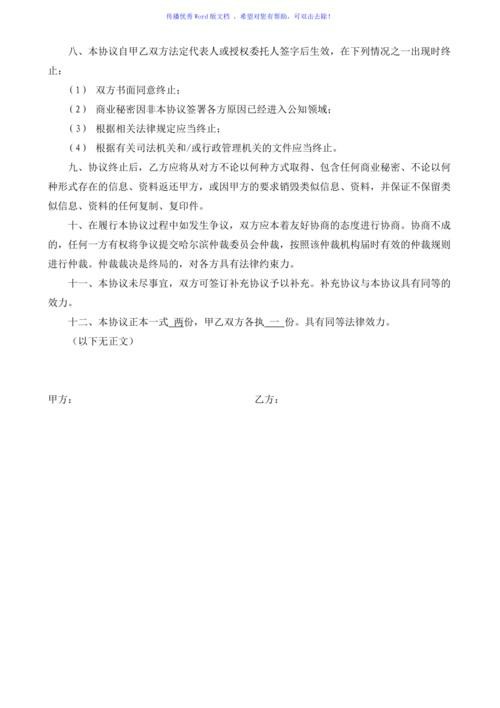 传播优秀Word版文档 ，希望对您有帮助，可双击去除！
八、本协议自甲乙双方法定代表人或授权委托人签字后生效，在下列情况之一出现时终
止：
（1） 双方书面同意终止；
（2） 商业秘密因非本协议签署各方原因已经进入公知领域；
（3） 根据相关法律规定应当终止；
（4） 根据有关司法机关和/或行政管理机关的文件应当终止。
九、协议终止后，乙方应将从对方不论以何种方式取得、包含任何商业秘密、不论以何
种形式存在的信息、资料返还甲方，或因甲方的要求销毁类似信息、资料，并保证不保留类
似信息、资料的任何复制、复印件。
十、在履行本协议过程中如发生争议，双方应本着友好协商的态度进行协商。协商不成
的，任何一方有权将争议提交哈尔滨仲裁委员会仲裁，按照该仲裁机构届时有效的仲裁规则
进行仲裁。仲裁裁决是终局的，对各方具有法律约束力。
十一、本协议未尽事宜，双方可签订补充协议予以补充。补充协议与本协议具有同等的
效力。
十二、本协议正本一式 两份，甲乙双方各执 一 份。具有同等法律效力。
（以下无正文）
甲方： 乙方：